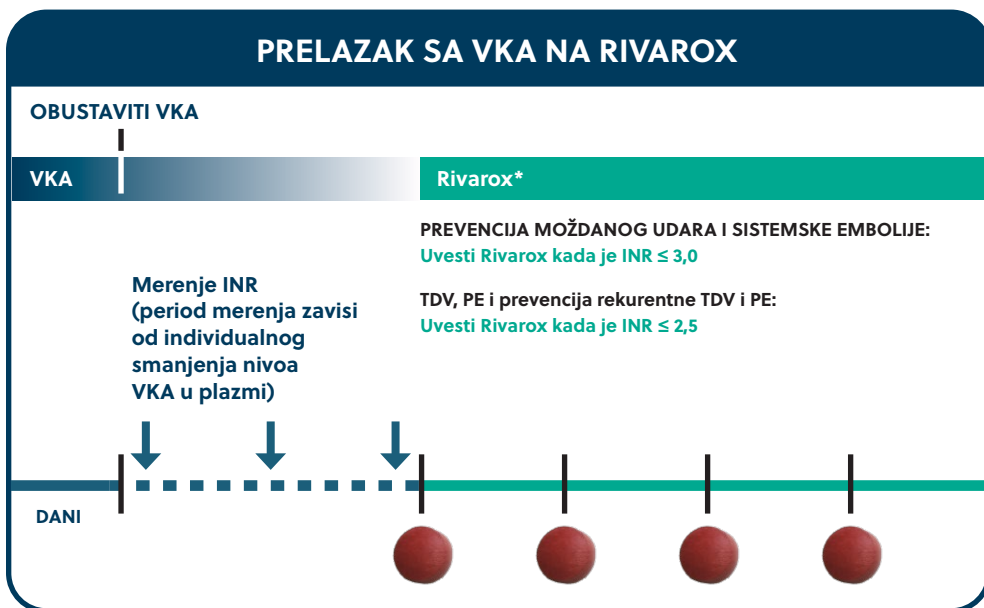 PRELAZAK SA VKA NA RIVAROX
OBUSTAVITI VKA
VKA
Rivarox*
PREVENCIJA MOŽDANOG UDARA I SISTEMSKE EMBOLIJE:
Uvesti Rivarox kada je INR ≤ 3,0
TDV, PE i prevencija rekurentne TDV i PE:
Uvesti Rivarox kada je INR ≤ 2,5
Merenje INR
(period merenja zavisi
od individualnog
smanjenja nivoa
VKA u plazmi)
DANI